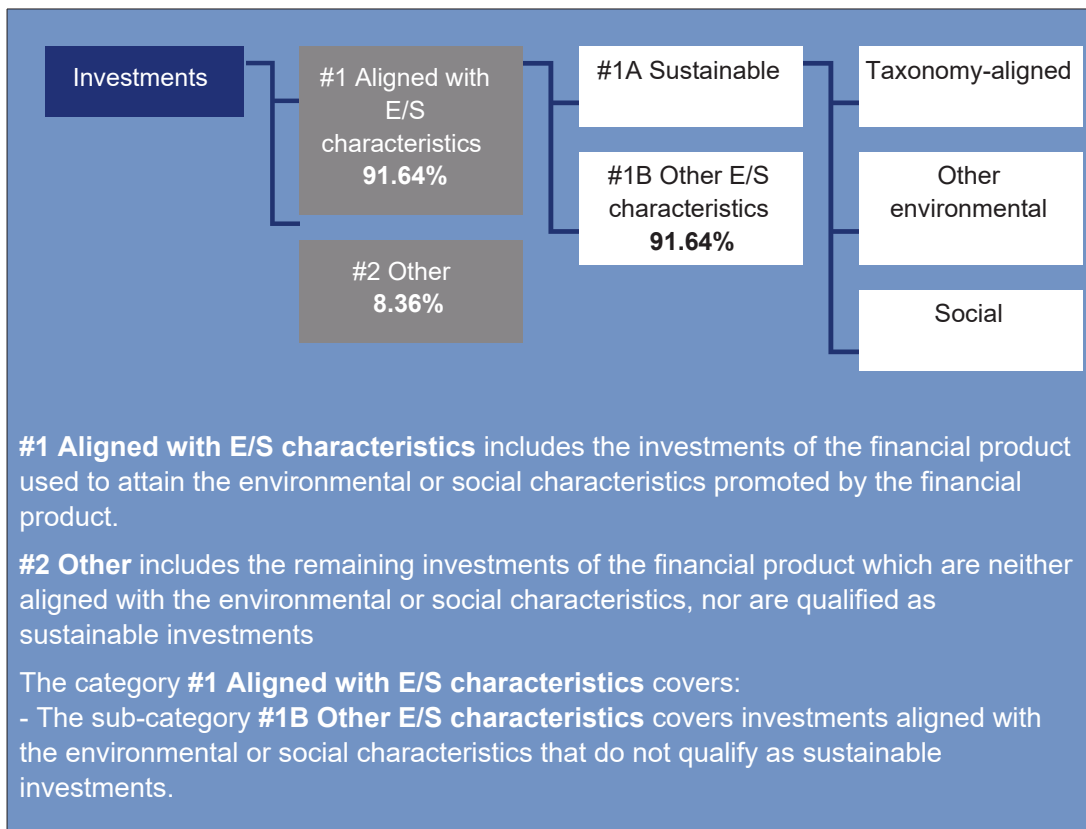 Investments
#1 Aligned with
E/S
characteristics
91.64%
#2 Other
8.36%
#1A Sustainable
#1B Other E/S
characteristics
91.64%
Taxonomy-aligned
Other
environmental
Social
#1 Aligned with E/S characteristics includes the investments of the financial product
used to attain the environmental or social characteristics promoted by the financial
product.
#2 Other includes the remaining investments of the financial product which are neither
aligned with the environmental or social characteristics, nor are qualified as
sustainable investments
The category #1 Aligned with E/S characteristics covers:
- The sub-category #1B Other E/S characteristics covers investments aligned with
the environmental or social characteristics that do not qualify as sustainable
investments.